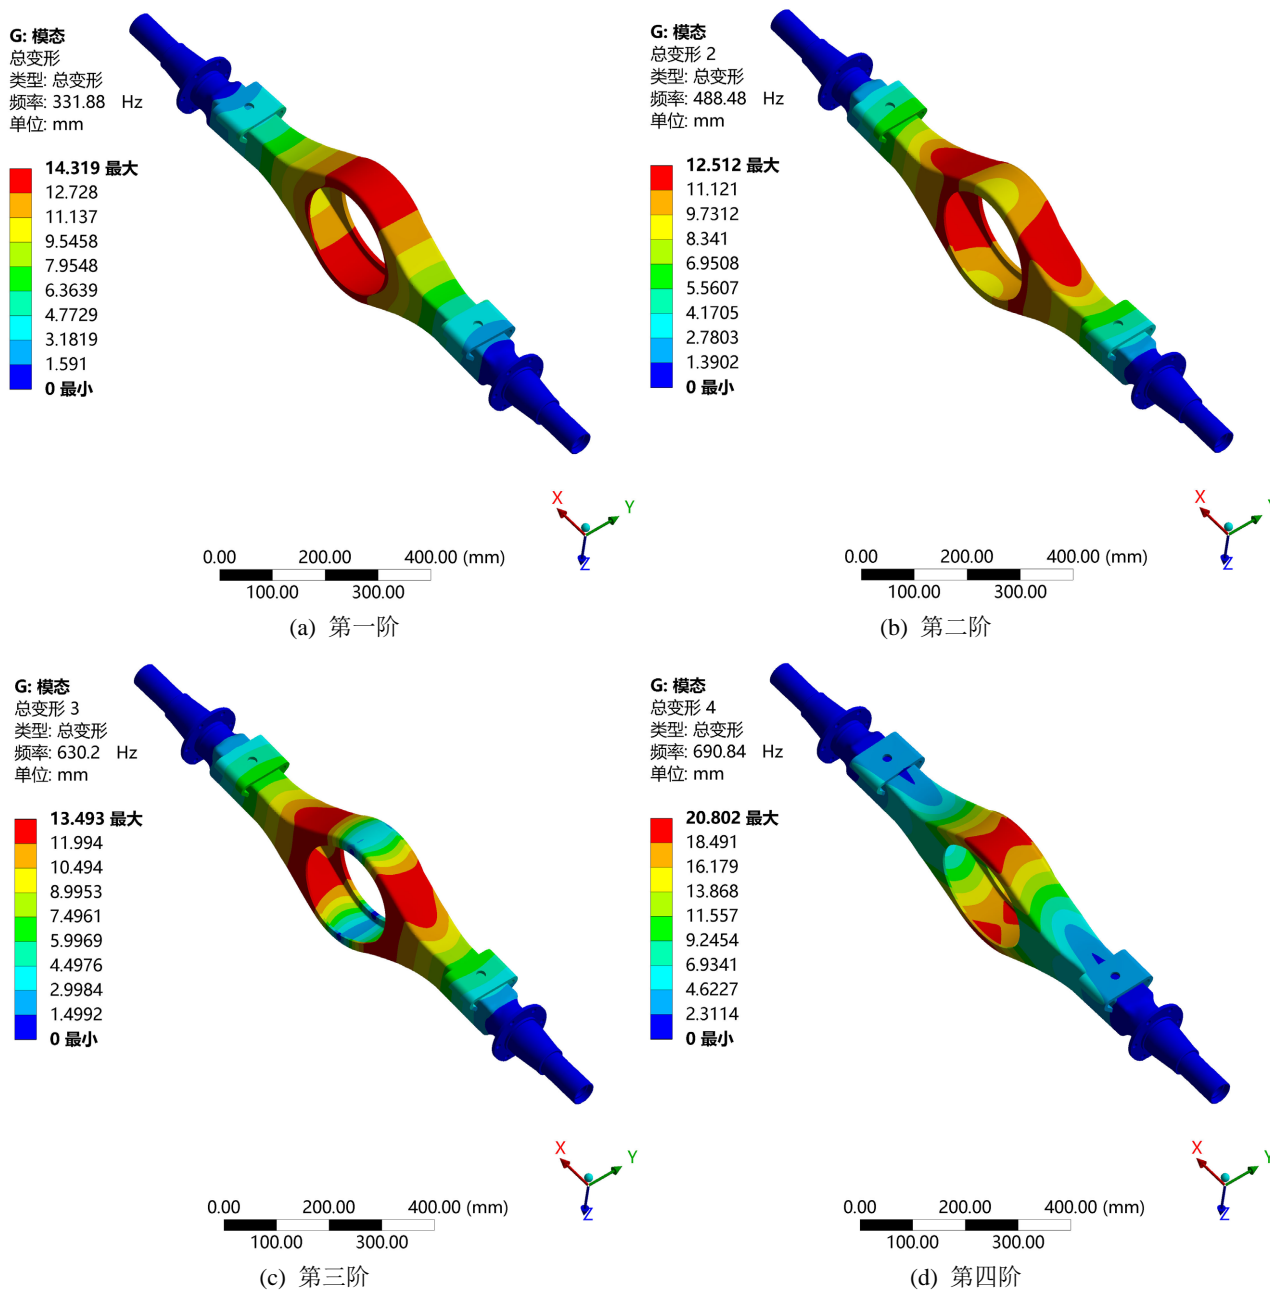 G: 模态
总变形
类型: 总变形
频率: 331.88 Hz
单位: mm
14.319 最大
12.728
11.137
9.5458
7.9548
6.3639
4.7729
3.1819
1.591
0 最小
X
Y
Z
0.00 200.00 400.00 (mm)
100.00 300.00
(a) 第一阶
G: 模态
总变形 2
类型: 总变形
频率: 488.48 Hz
单位: mm
12.512 最大
11.121
9.7312
8.341
6.9508
5.5607
4.1705
2.7803
1.3902
0 最小
X
Z
0.00 200.00 400.00 (mm)
100.00 300.00
(b) 第二阶
G: 模态
总变形 3
类型: 总变形
频率: 630.2 Hz
单位: mm
13.493 最大
11.994
10.494
8.9953
7.4961
5.9969
4.4976
2.9984
1.4992
0 最小
X
Y
Z
0.00 200.00 400.00 (mm)
100.00 300.00
(c) 第三阶
G: 模态
总变形 4
类型: 总变形
频率: 690.84 Hz
单位: mm
20.802 最大
18.491
16.179
13.868
11.557
9.2454
6.9341
4.6227
2.3114
0 最小
X
Z
0.00 200.00 400.00 (mm)
100.00 300.00
(d) 第四阶